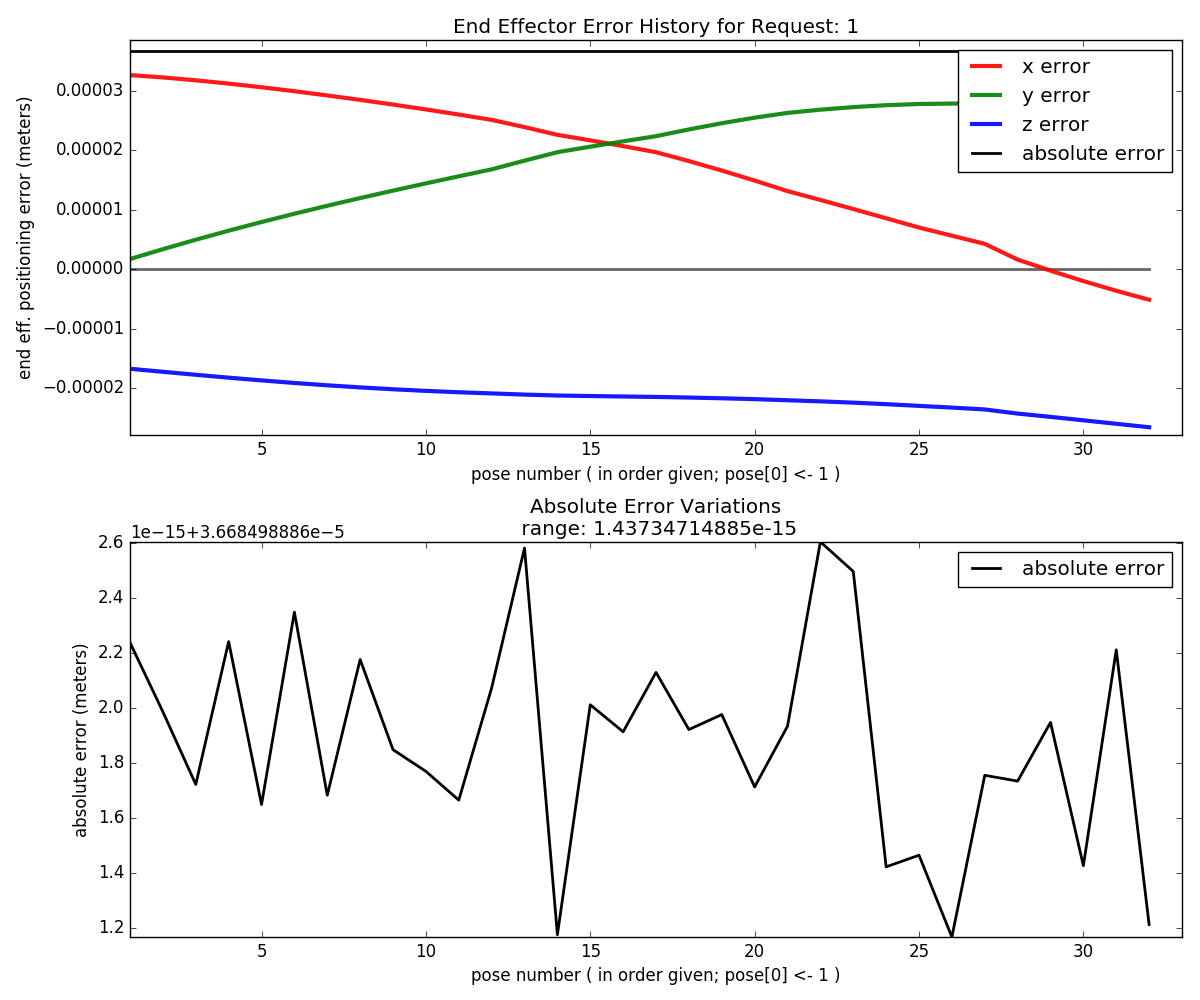 End Effector Error History for Request: 1
x error
y error
z error
absolute error
end eff. positioning error (meters)
0.00003
0.00002
0.00001
0.00000
−0.00001
−0.00002
5 10 15 20 25 30
pose number ( in order given; pose[0] <- 1 )
Absolute Error Variations
range: 1.43734714885e-15
1e−15+3.668498886e−5
absolute error
absolute error (meters)
2.6
2.4
2.2
2.0
1.8
1.6
1.4
1.2
5 10 15 20 25 30
pose number ( in order given; pose[0] <- 1 )